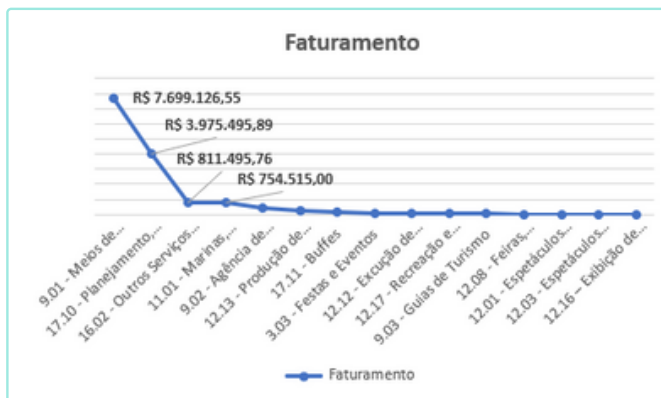 Faturamento
R$ 7.699.126,55
R$ 3.975.495,89
R$ 811.495,76
R$ 754.515,00
9.01 - Meios de...
17.10 - Planejamento,...
16.02 - Outros Serviços...
11.01 - Marinas,...
9.02 - Agência de...
12.13 - Produção de...
17.11 - Buffes
3.03 - Festas e Eventos
12.12 - Excução de...
12.17 - Recreação e...
9.03 - Guias de Turismo
12.08 - Feiras,...
12.01 - Espetáculos...
12.03 - Espetáculos...
12.16 – Exibição de...
Faturamento